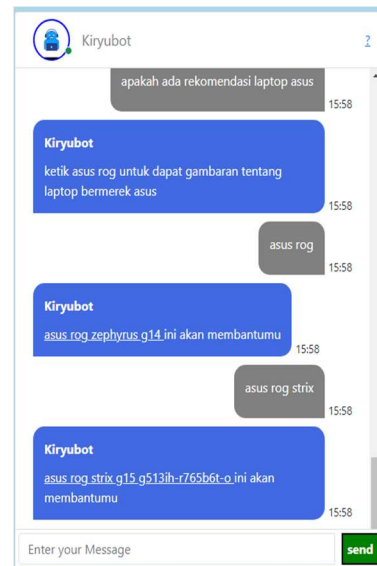 Kiryubot
?
apakah ada rekomendasi laptop asus
15:58
Kiryubot
ketik asus rog untuk dapat gambaran tentang
laptop bermerek asus
15:58
asus rog
15:58
Kiryubot
asus rog zephyrus g14 ini akan membantumu
15:58
asus rog strix
15:58
Kiryubot
asus rog strix g15 g513ih-r765b6t-o ini akan
membantumu
15:58
Enter your Message
send